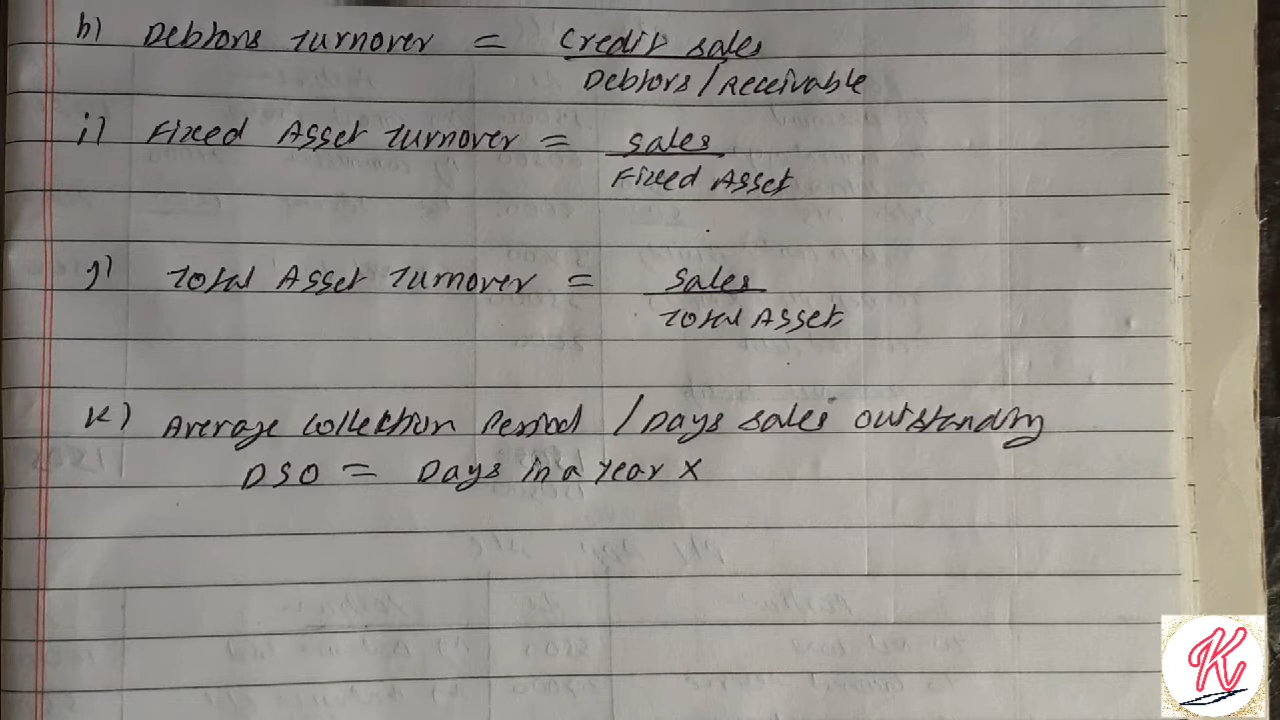 h) Debtors Turnover = Credit sales
Debtors / Receivable
i) Fixed Asset Turnover = Sales
Fixed Asset
j) Total Asset Turnover = Sales
Total Asset
k) Average Collection Period / Days sales outstanding
DSO = Days in a year ×
K